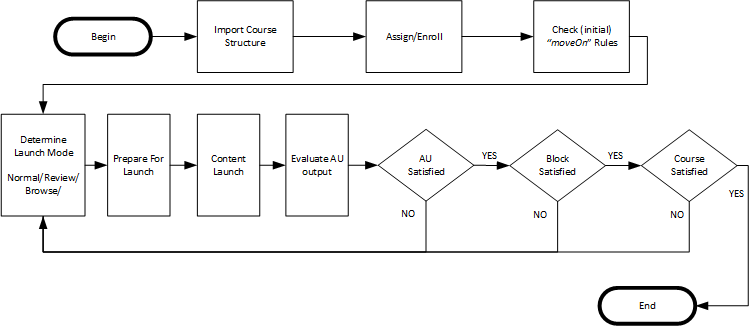 Begin
Import Course
Structure
Assign/Enroll
Check (initial)
"moveOn" Rules
Determine
Launch Mode
Normal/Review/
Browse/
Prepare For
Launch
Content
Launch
Evaluate AU
output
AU
Satisfied
YES
Block
Satisfied
YES
Course
Satisfied
YES
NO
NO
NO
End